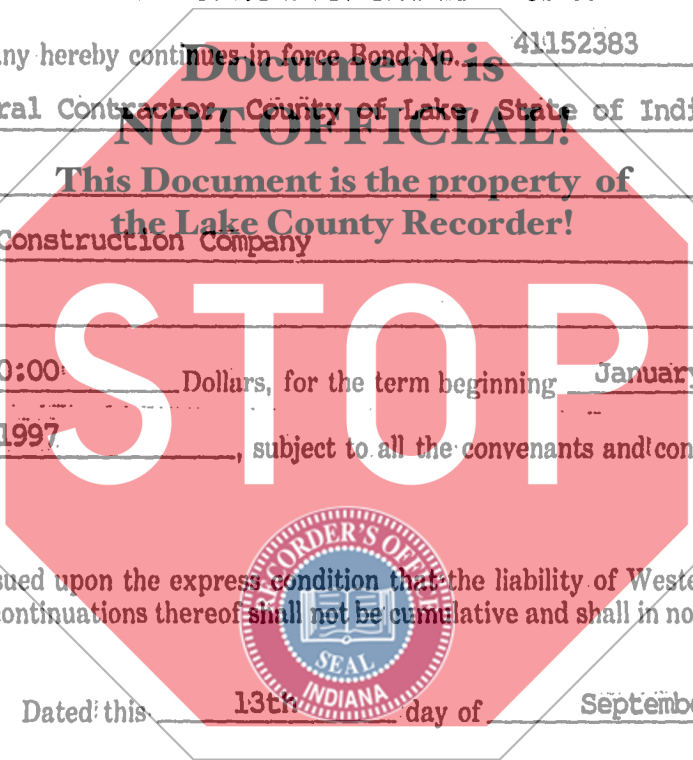 any hereby continues in force Bond No. 41152383
Document is
ral Contractor, County of Lake, State of Indi
NOT OFFICIAL!
This Document is the property of
the Lake County Recorder!
Construction Company
STOP
0:00 Dollars, for the term beginning January
1997, subject to all the convenants and con
RECORDER'S OFFICE
sued upon the express condition that the liability of Weste
continuations thereof shall not be cumulative and shall in no
SEAL
INDIANA
Dated this 13th day of Septembe